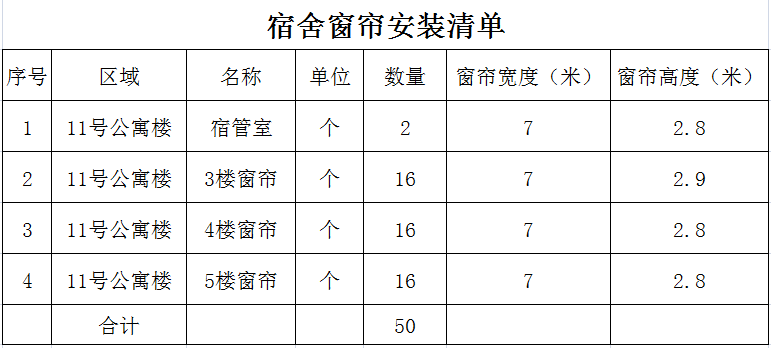 宿舍窗帘安装清单
序号 区域 名称 单位 数量 窗帘宽度（米） 窗帘高度（米）
1 11号公寓楼 宿管室 个 2 7 2.8
2 11号公寓楼 3楼窗帘 个 16 7 2.9
3 11号公寓楼 4楼窗帘 个 16 7 2.8
4 11号公寓楼 5楼窗帘 个 16 7 2.8
合计 50